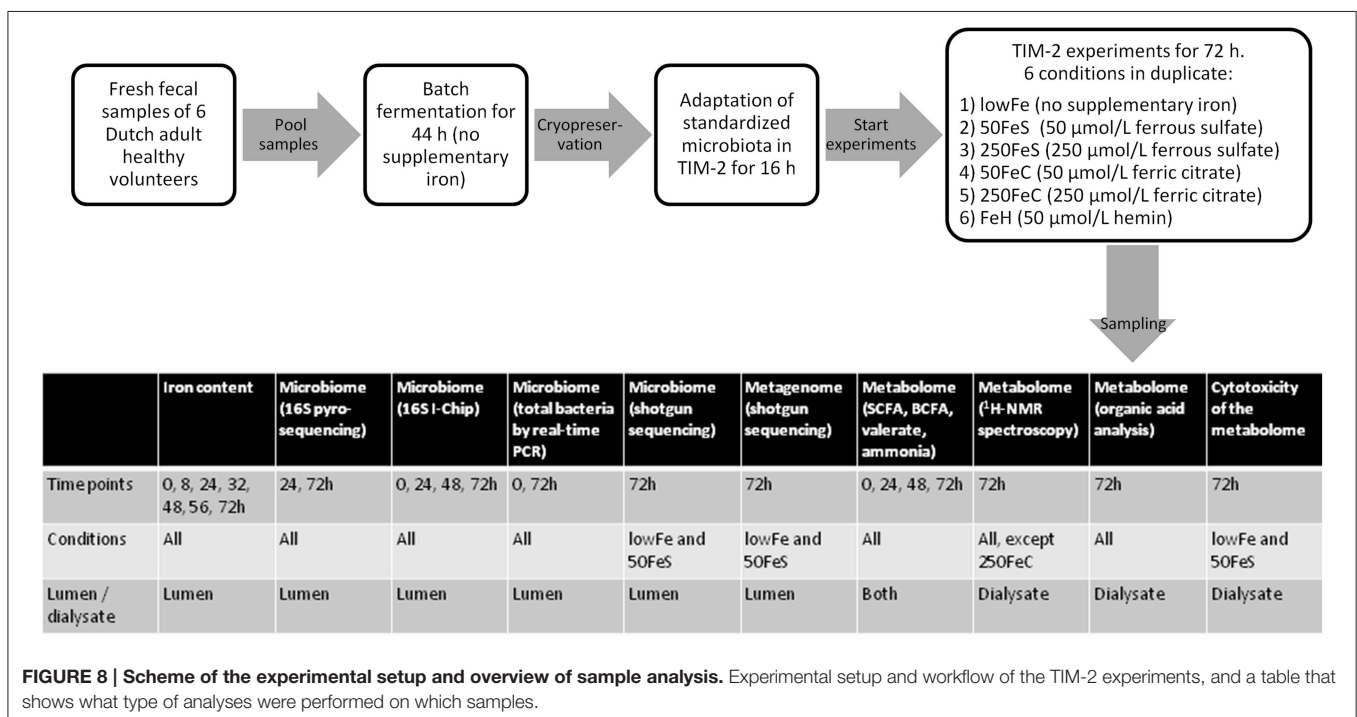 Fresh fecal
samples of 6
Dutch adult
healthy
volunteers
Pool
samples
Batch
fermentation for
44 h (no
supplementary
iron)
Cryopreser-
vation
Adaptation of
standardized
microbiota in
TIM-2 for 16 h
Start
experiments
TIM-2 experiments for 72 h.
6 conditions in duplicate:
1) lowFe (no supplementary iron)
2) 50FeS (50 µmol/L ferrous sulfate)
3) 250FeS (250 µmol/L ferrous sulfate)
4) 50FeC (50 µmol/L ferric citrate)
5) 250FeC (250 µmol/L ferric citrate)
6) FeH (50 µmol/L hemin)
Sampling
Iron content
Microbiome
(16S pyro-
sequencing)
Microbiome
(16S I-Chip)
Microbiome
(total bacteria
by real-time
PCR)
Microbiome
(shotgun
sequencing)
Metagenome
(shotgun
sequencing)
Metabolome
(SCFA, BCFA,
valerate,
ammonia)
Metabolome
(¹H-NMR
spectroscopy)
Metabolome
(organic acid
analysis)
Cytotoxicity
of the
metabolome
Time points
0, 8, 24, 32,
48, 56, 72h
24, 72h
0, 24, 48, 72h
0, 72h
72h
72h
0, 24, 48, 72h
72h
72h
72h
Conditions
All
All
All
All
lowFe and
50FeS
lowFe and
50FeS
All
All, except
250FeC
All
lowFe and
50FeS
Lumen /
dialysate
Lumen
Lumen
Lumen
Lumen
Lumen
Lumen
Both
Dialysate
Dialysate
Dialysate
FIGURE 8 | Scheme of the experimental setup and overview of sample analysis. Experimental setup and workflow of the TIM-2 experiments, and a table that
shows what type of analyses were performed on which samples.